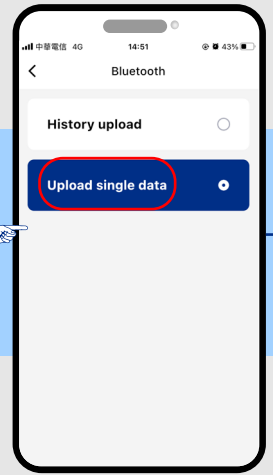 中華電信 4G 14:51 43%
Bluetooth
History upload
Upload single data